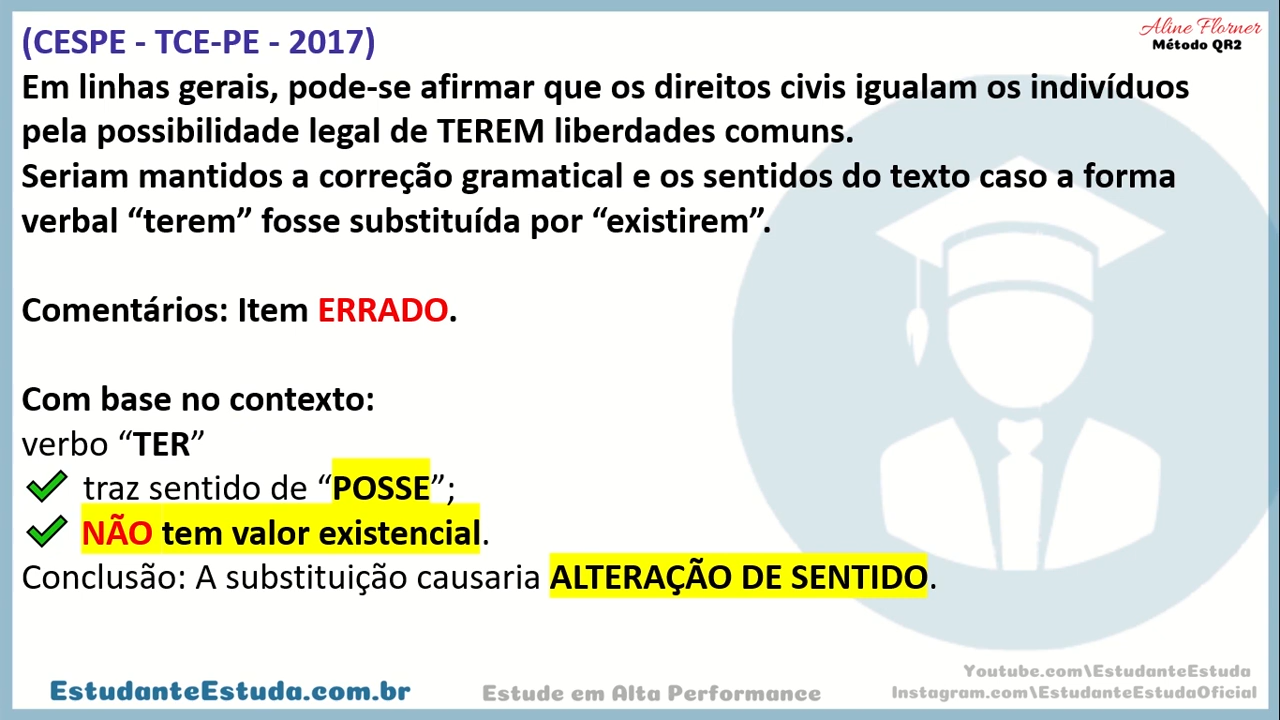 (CESPE - TCE-PE - 2017)
Aline Florner
Método QR2
Em linhas gerais, pode-se afirmar que os direitos civis igualam os indivíduos
pela possibilidade legal de TEREM liberdades comuns.
Seriam mantidos a correção gramatical e os sentidos do texto caso a forma
verbal “terem” fosse substituída por “existirem”.
Comentários: Item ERRADO.
Com base no contexto:
verbo “TER”
traz sentido de “POSSE”;
NÃO tem valor existencial.
Conclusão: A substituição causaria ALTERAÇÃO DE SENTIDO.
EstudanteEstuda.com.br
Estude em Alta Performance
Youtube.com\EstudanteEstuda
Instagram.com\EstudanteEstudaOficial